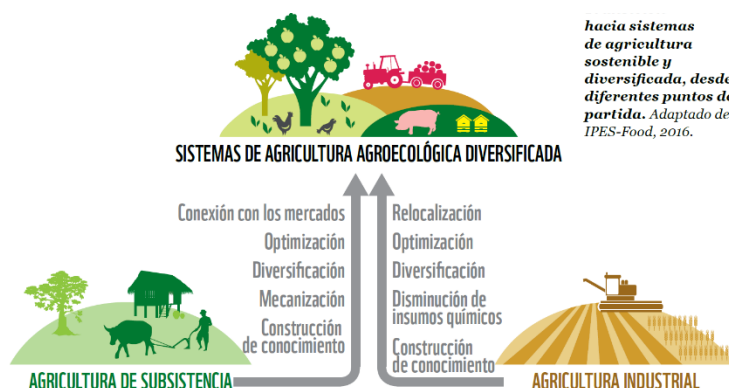 hacia sistemas
de agricultura
sostenible y
diversificada, desde
diferentes puntos de
partida. Adaptado de
IPES-Food, 2016.
SISTEMAS DE AGRICULTURA AGROECOLÓGICA DIVERSIFICADA
Conexión con los mercados
Optimización
Diversificación
Mecanización
Construcción
de conocimiento
Relocalización
Optimización
Diversificación
Disminución de
insumos químicos
Construcción
de conocimiento
AGRICULTURA DE SUBSISTENCIA
AGRICULTURA INDUSTRIAL